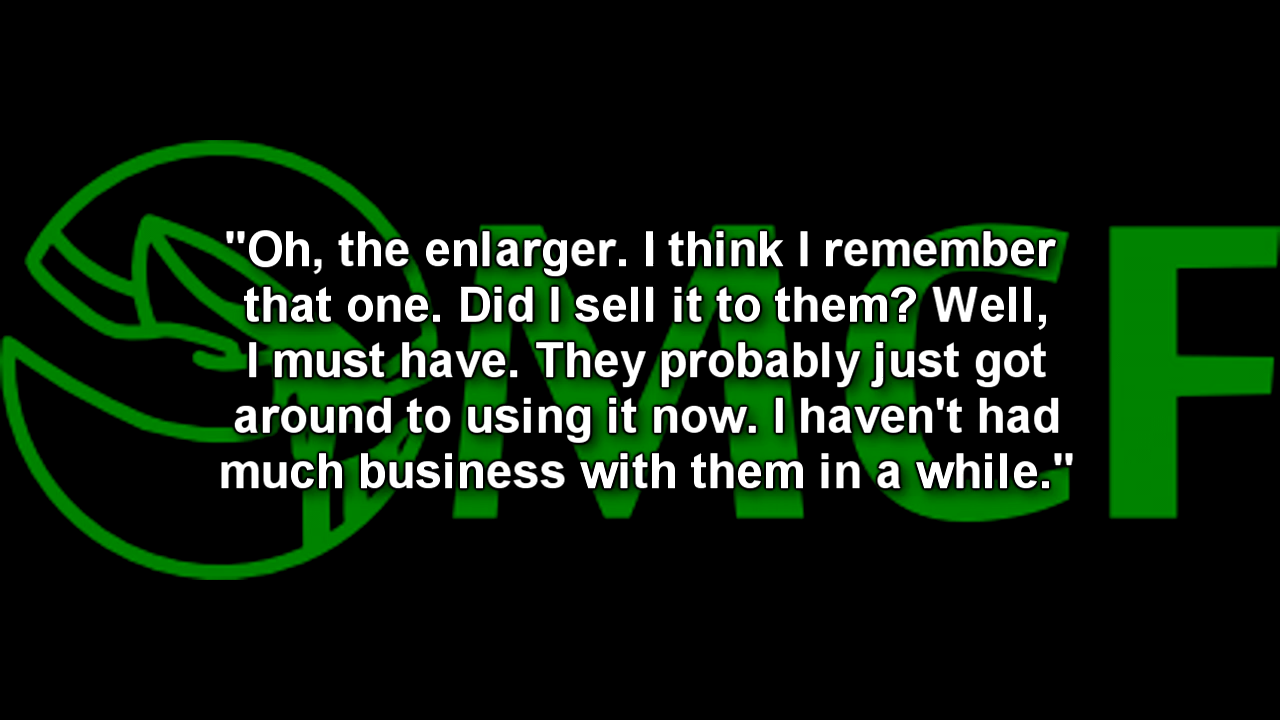 "Oh, the enlarger. I think I remember
that one. Did I sell it to them? Well,
I must have. They probably just got
around to using it now. I haven't had
much business with them in a while."
MCF